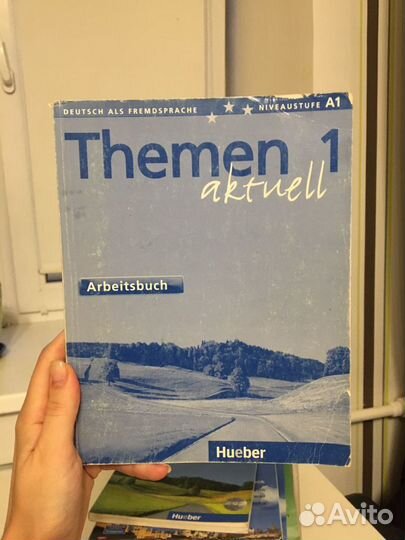 DEUTSCH ALS FREMDSPRACHE NIVEAUSTUFE A1
Themen 1
aktuell
Arbeitsbuch
Hueber
Hueber
Avito